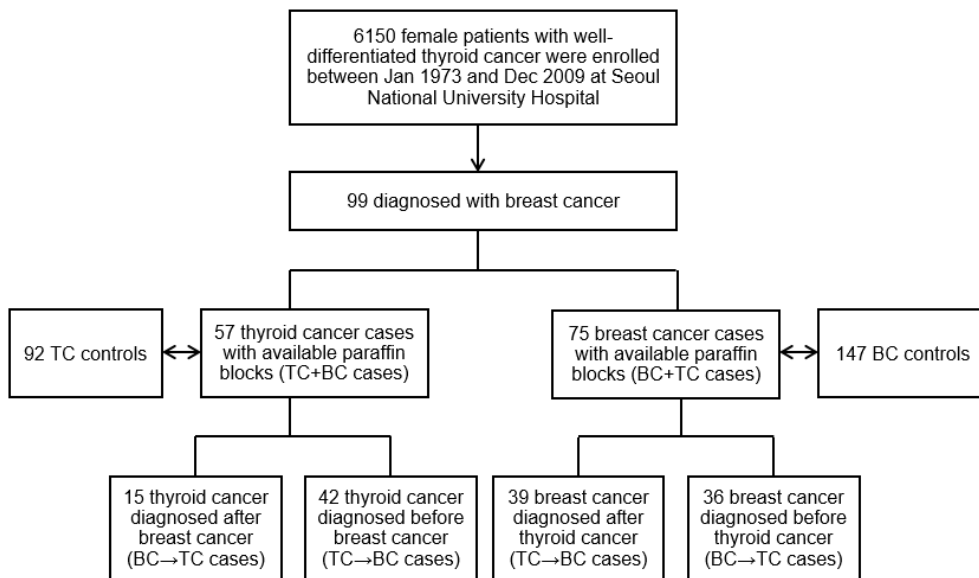 6150 female patients with well-
differentiated thyroid cancer were enrolled
between Jan 1973 and Dec 2009 at Seoul
National University Hospital
99 diagnosed with breast cancer
92 TC controls
57 thyroid cancer cases
with available paraffin
blocks (TC+BC cases)
75 breast cancer cases
with available paraffin
blocks (BC+TC cases)
147 BC controls
15 thyroid cancer
diagnosed after
breast cancer
(BC→TC cases)
42 thyroid cancer
diagnosed before
breast cancer
(TC→BC cases)
39 breast cancer
diagnosed after
thyroid cancer
(TC→BC cases)
36 breast cancer
diagnosed before
thyroid cancer
(BC→TC cases)